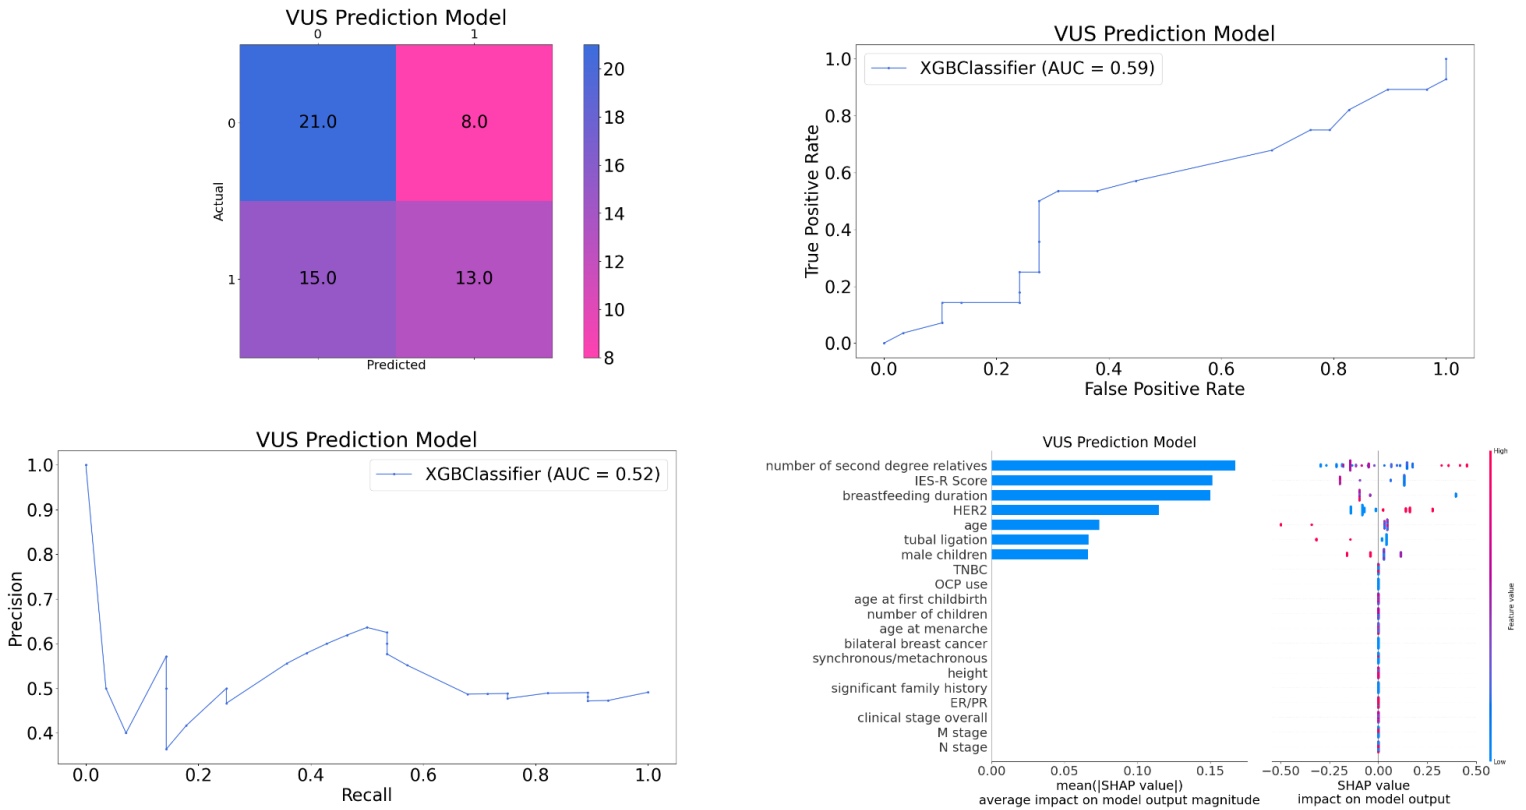 VUS Prediction Model
0 1
0
21.0 8.0
1
15.0 13.0
Actual
Predicted
20
18
16
14
12
10
8
VUS Prediction Model
XGBClassifier (AUC = 0.59)
1.0
0.8
0.6
0.4
0.2
0.0
True Positive Rate
0.0 0.2 0.4 0.6 0.8 1.0
False Positive Rate
VUS Prediction Model
XGBClassifier (AUC = 0.52)
1.0
0.9
0.8
0.7
0.6
0.5
0.4
Precision
0.0 0.2 0.4 0.6 0.8 1.0
Recall
VUS Prediction Model
number of second degree relatives
IES-R Score
breastfeeding duration
HER2
age
tubal ligation
male children
TNBC
OCP use
age at first childbirth
number of children
age at menarche
bilateral breast cancer
synchronous/metachronous
height
significant family history
ER/PR
clinical stage overall
M stage
N stage
0.00 0.05 0.10 0.15
mean(|SHAP value|)
average impact on model output magnitude
−0.50 −0.25 0.00 0.25 0.50
SHAP value
impact on model output
High
Feature value
Low